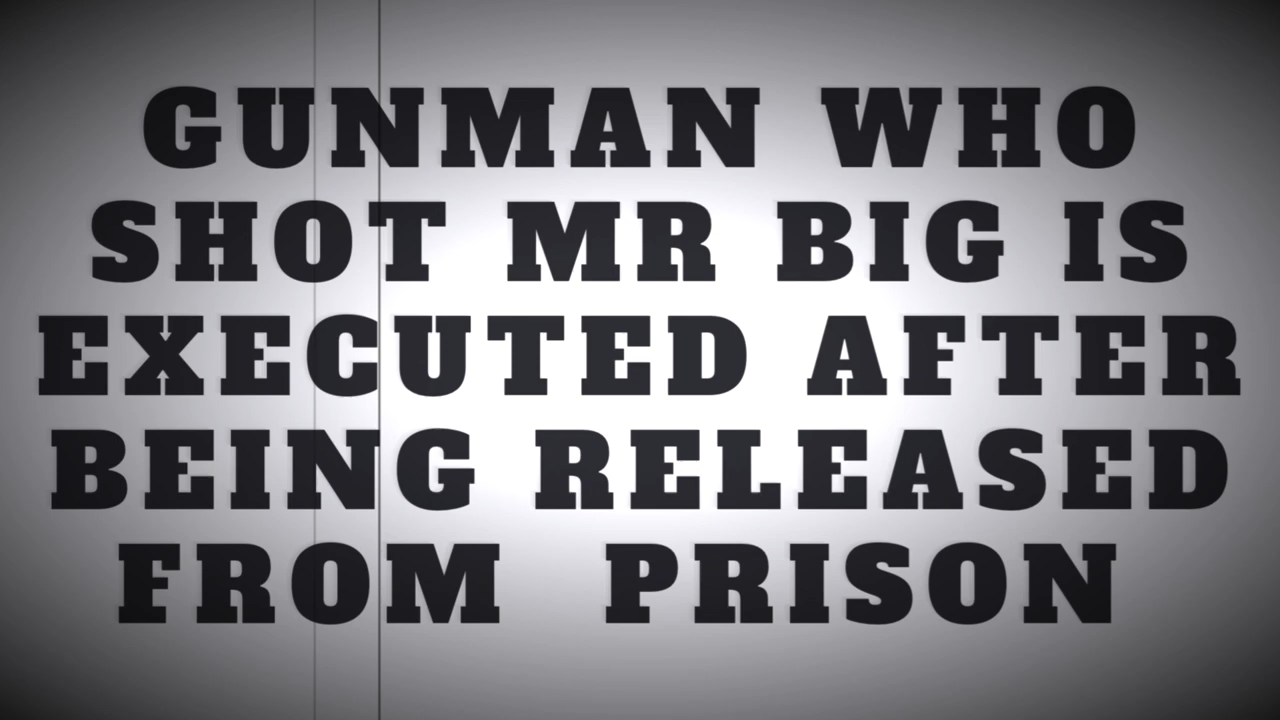 GUNMAN WHO
SHOT MR BIG IS
EXECUTED AFTER
BEING RELEASED
FROM PRISON